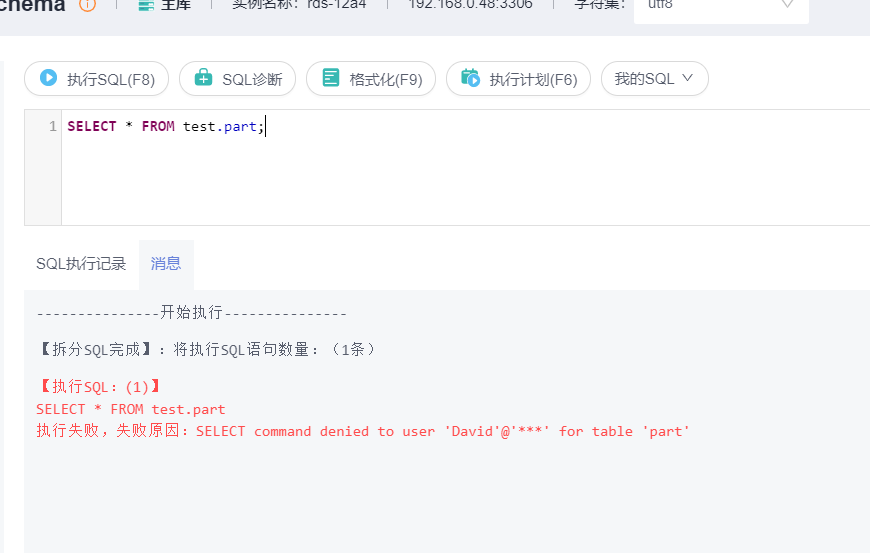 chema 主库 实例名称：rds-12a4 192.168.0.48:3306 字符集： utf8
执行SQL(F8) SQL诊断 格式化(F9) 执行计划(F6) 我的SQL
1 SELECT * FROM test.part;
SQL执行记录 消息
---------------开始执行---------------
【拆分SQL完成】：将执行SQL语句数量：（1条）
【执行SQL：(1)】
SELECT * FROM test.part
执行失败，失败原因：SELECT command denied to user 'David'@'***' for table 'part'